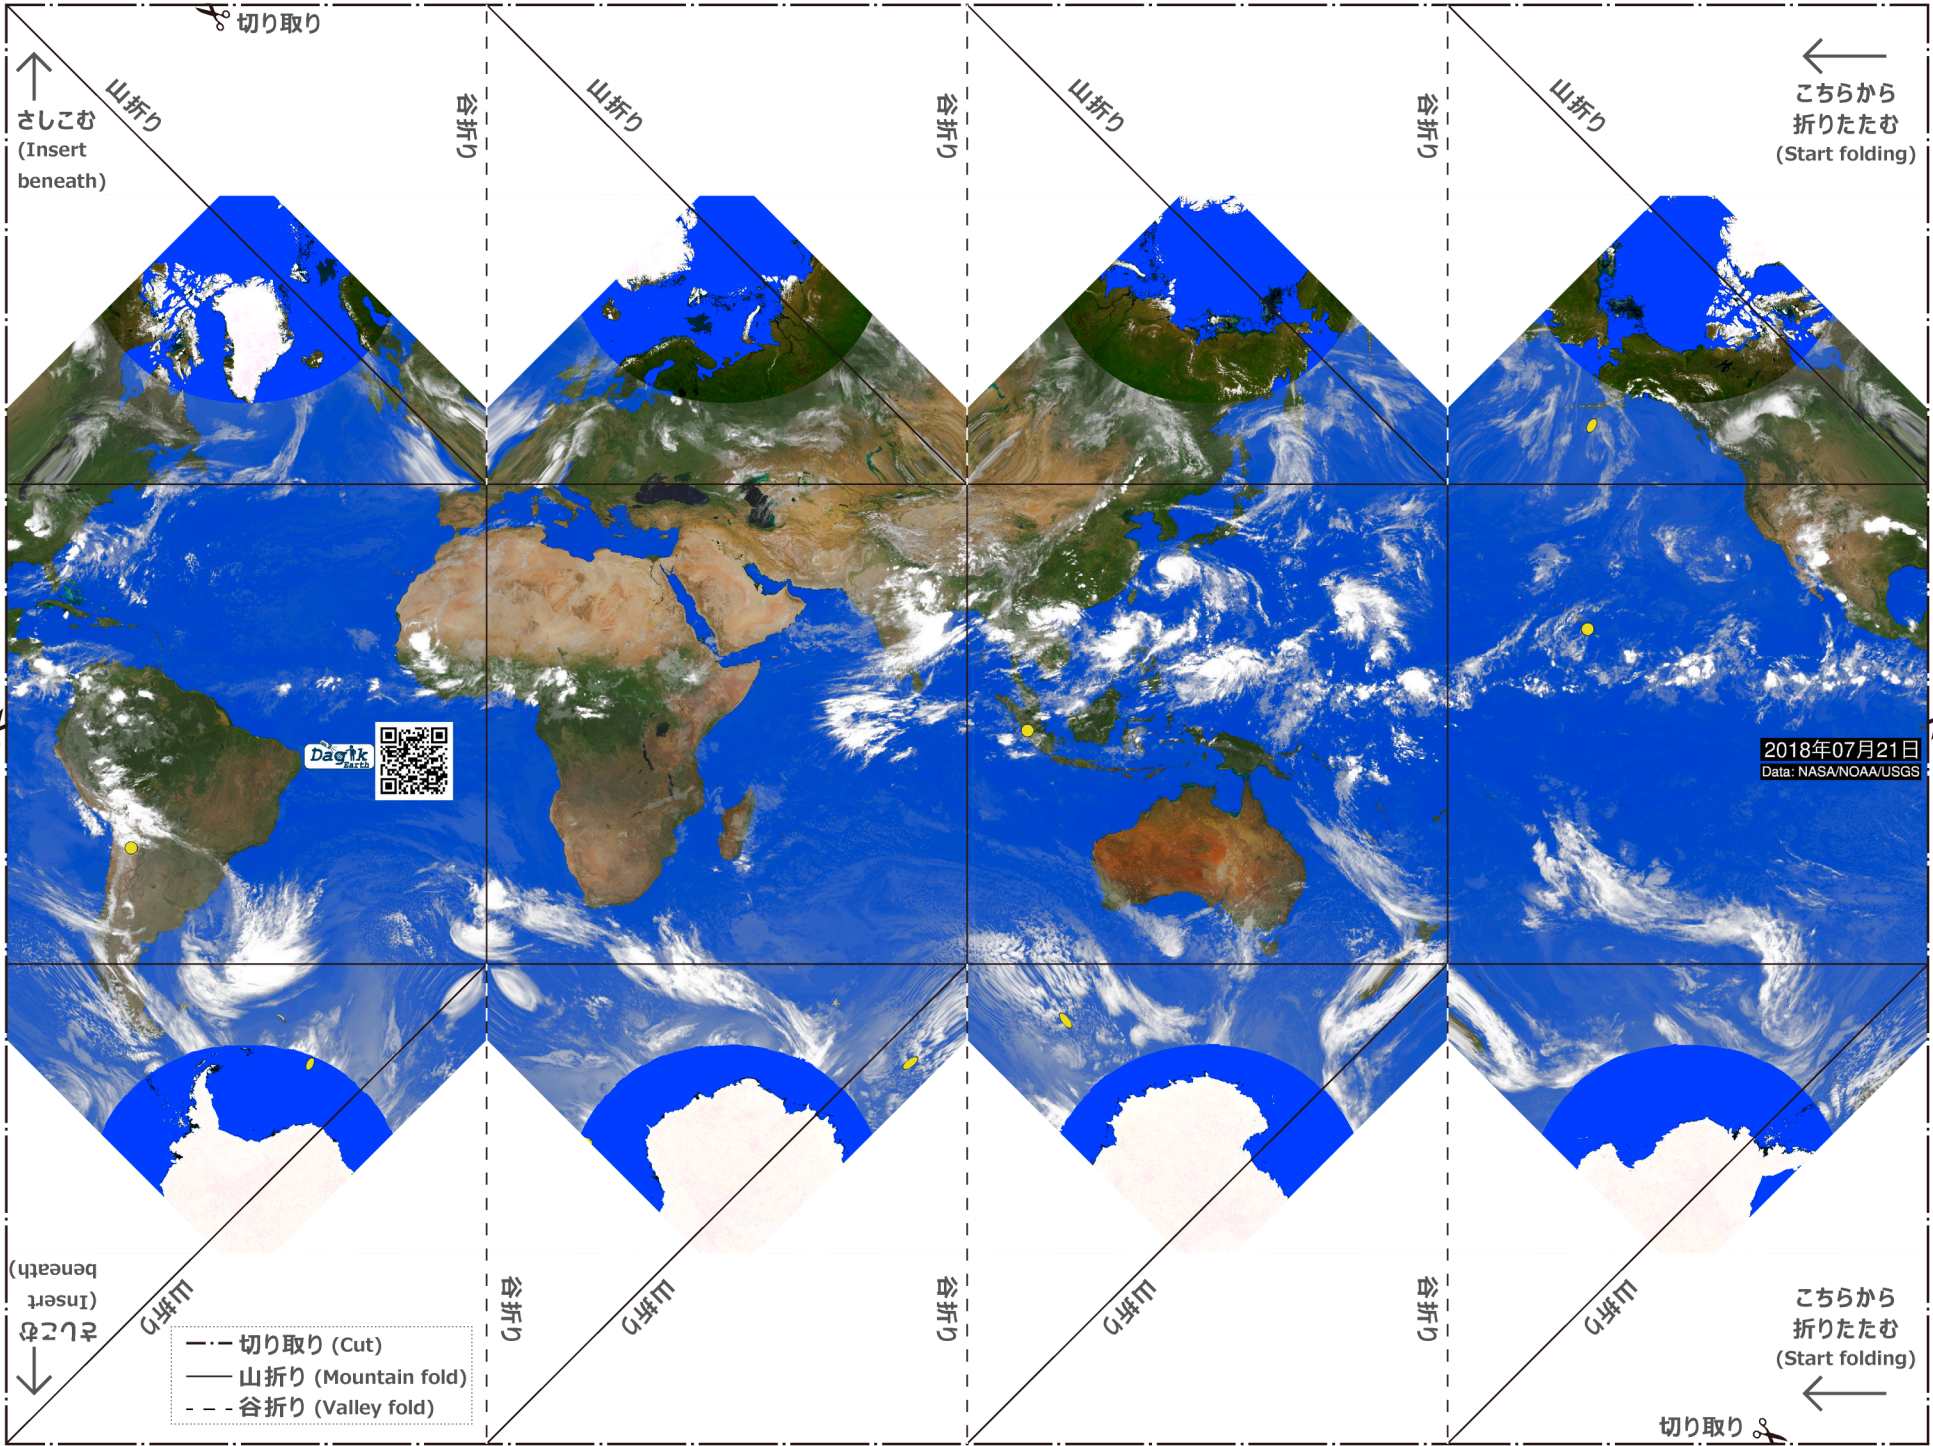 切り取り
山折り
谷折り
山折り
谷折り
山折り
谷折り
山折り
さしこむ
(Insert
beneath)
こちらから
折りたたむ
(Start folding)
Dagik
Earth
2018年07月21日
Data: NASA/NOAA/USGS
さしこむ
(Insert
beneath)
山折り
谷折り
山折り
谷折り
山折り
谷折り
山折り
こちらから
折りたたむ
(Start folding)
切り取り (Cut)
山折り (Mountain fold)
谷折り (Valley fold)
切り取り